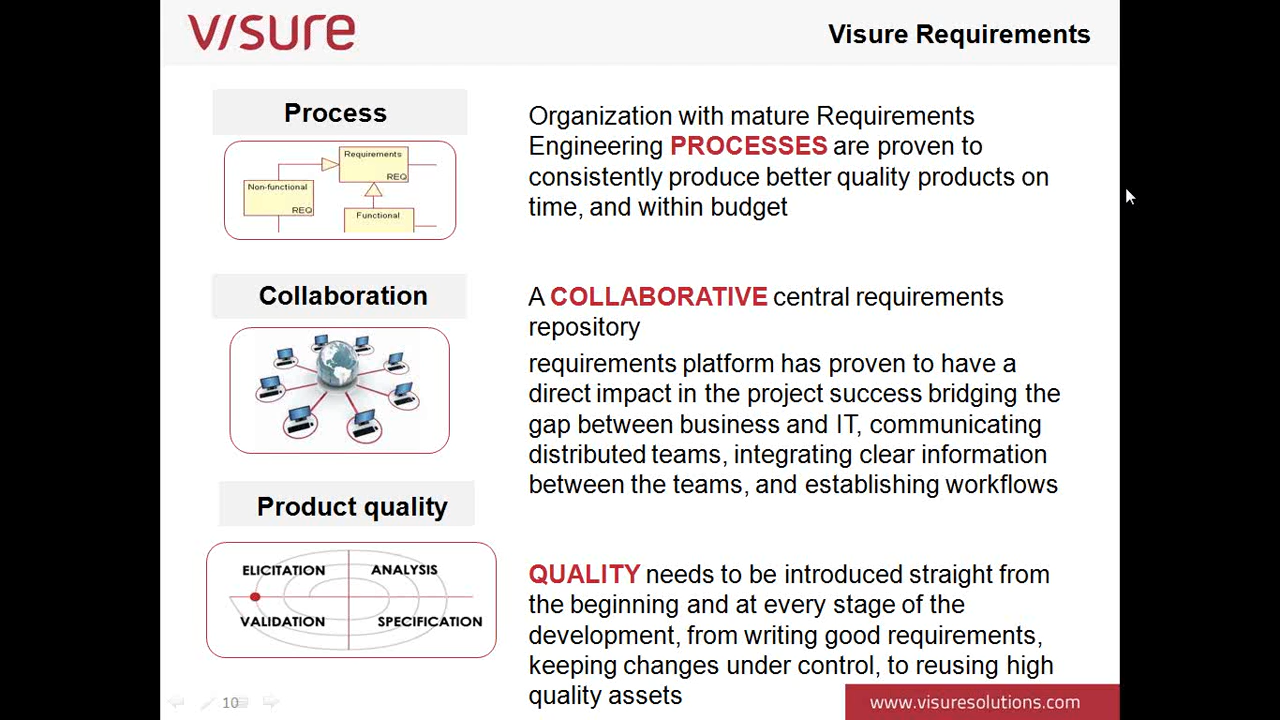 visure
Visure Requirements
Process
Requirements
REQ
Non-functional
REQ
Functional
Organization with mature Requirements
Engineering PROCESSES are proven to
consistently produce better quality products on
time, and within budget
Collaboration
A COLLABORATIVE central requirements
repository
requirements platform has proven to have a
direct impact in the project success bridging the
gap between business and IT, communicating
distributed teams, integrating clear information
between the teams, and establishing workflows
Product quality
ELICITATION
ANALYSIS
VALIDATION
SPECIFICATION
QUALITY needs to be introduced straight from
the beginning and at every stage of the
development, from writing good requirements,
keeping changes under control, to reusing high
quality assets
10
www.visuresolutions.com